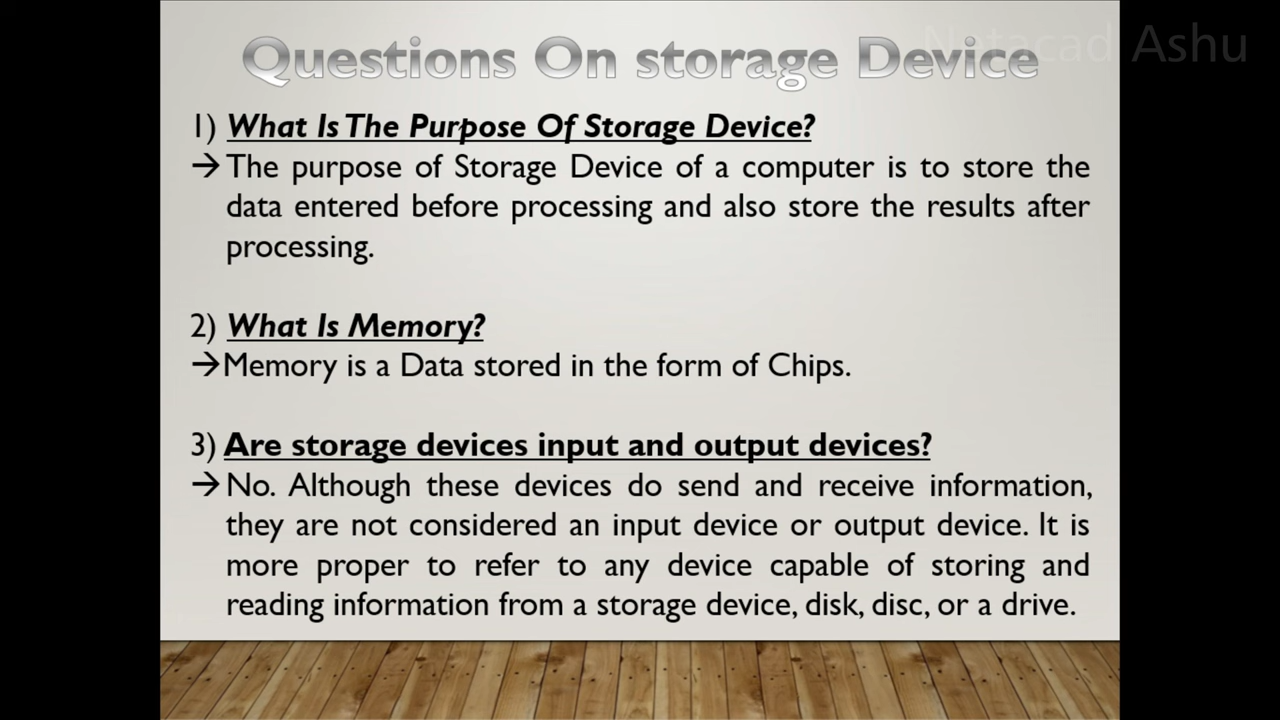 Netacad Ashu
Questions On storage Device
1) What Is The Purpose Of Storage Device?
→ The purpose of Storage Device of a computer is to store the
data entered before processing and also store the results after
processing.
2) What Is Memory?
→Memory is a Data stored in the form of Chips.
3) Are storage devices input and output devices?
→ No. Although these devices do send and receive information,
they are not considered an input device or output device. It is
more proper to refer to any device capable of storing and
reading information from a storage device, disk, disc, or a drive.